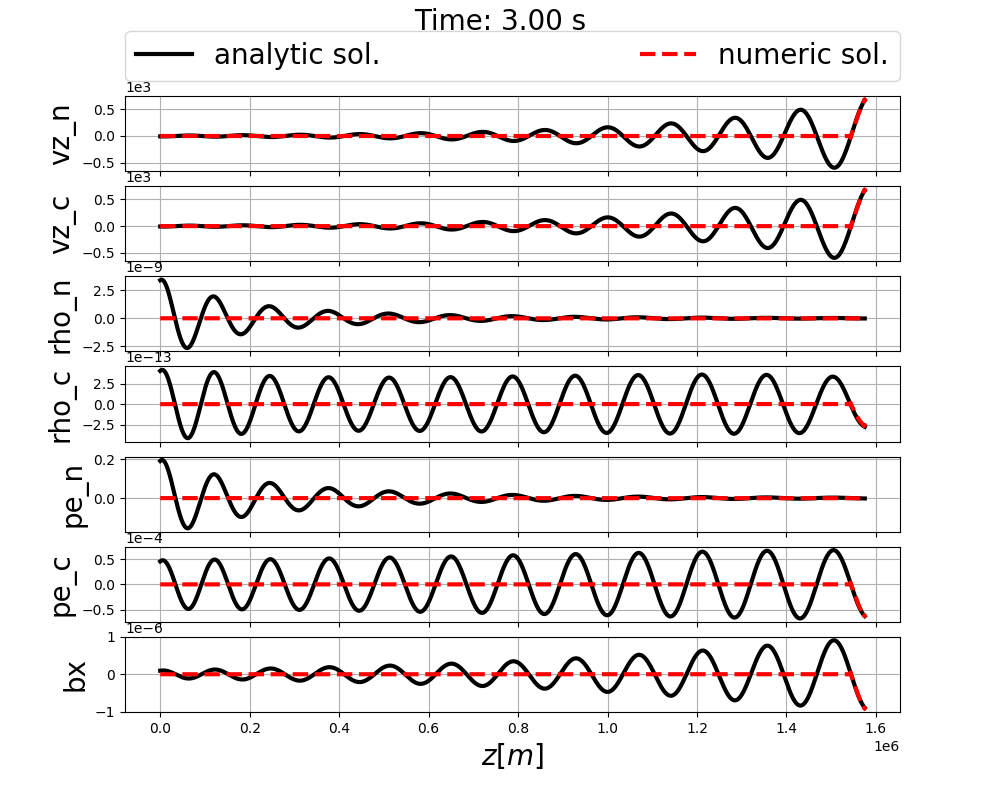 Time: 3.00 s
analytic sol.
numeric sol.
1e3
vz_n
0.5
0.0
−0.5
1e3
vz_c
0.5
0.0
−0.5
1e−9
rho_n
2.5
0.0
−2.5
1e−13
rho_c
2.5
0.0
−2.5
pe_n
0.2
0.0
1e−4
pe_c
0.5
0.0
−0.5
1e−6
bx
1
0
−1
0.0 0.2 0.4 0.6 0.8 1.0 1.2 1.4 1.6
1e6
z[m]